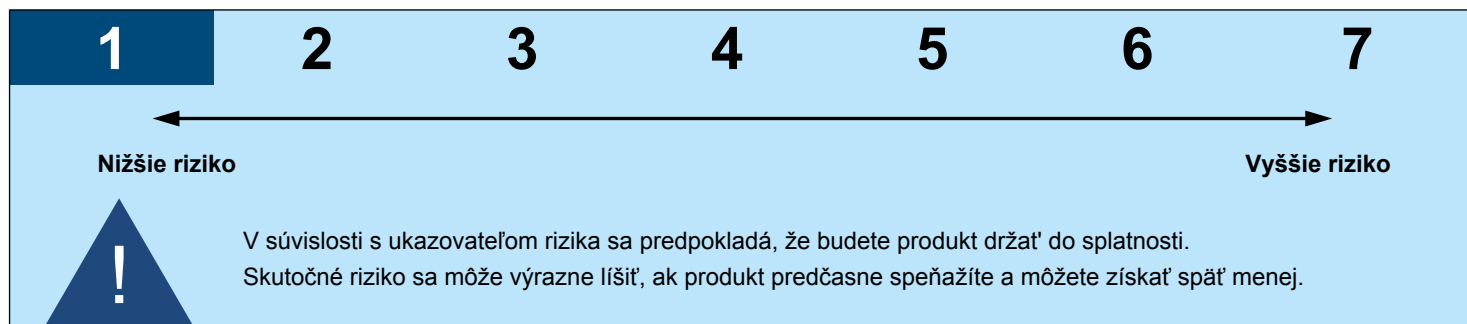 1 2 3 4 5 6 7
Nižšie riziko Vyššie riziko
!
V súvislosti s ukazovateľom rizika sa predpokladá, že budete produkt držat' do splatnosti.
Skutočné riziko sa môže výrazne líšiť, ak produkt predčasne speňažíte a môžete získať späť menej.